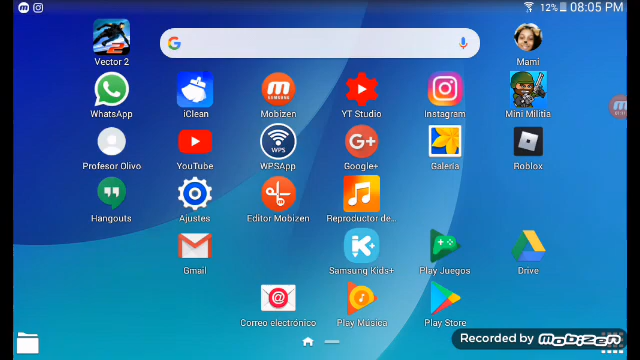 12% 08:05 PM
Vector 2
Mami
WhatsApp
iClean
SAMSUNG
Mobizen
YT Studio
Instagram
Mini Militia
Profesor Olivo
YouTube
WPS
WPSApp
G+
Google+
Galería
Roblox
Hangouts
Ajustes
Editor Mobizen
Reproductor de...
Gmail
K+
Samsung Kids+
Play Juegos
Drive
Correo electrónico
Play Música
Play Store
Recorded by Mobizen